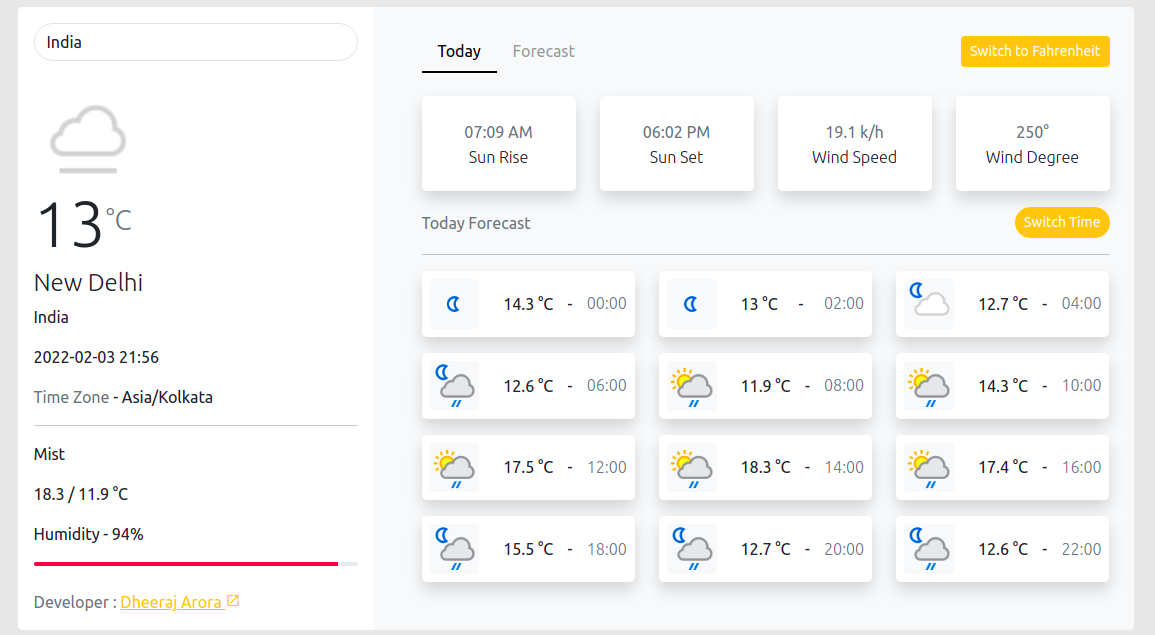 India
13 °C
New Delhi
India
2022-02-03 21:56
Time Zone - Asia/Kolkata
Mist
18.3 / 11.9 °C
Humidity - 94%
Developer : Dheeraj Arora
Today Forecast
Switch to Fahrenheit
07:09 AM
Sun Rise
06:02 PM
Sun Set
19.1 k/h
Wind Speed
250°
Wind Degree
Today Forecast
Switch Time
14.3 °C - 00:00
13 °C - 02:00
12.7 °C - 04:00
12.6 °C - 06:00
11.9 °C - 08:00
14.3 °C - 10:00
17.5 °C - 12:00
18.3 °C - 14:00
17.4 °C - 16:00
15.5 °C - 18:00
12.7 °C - 20:00
12.6 °C - 22:00